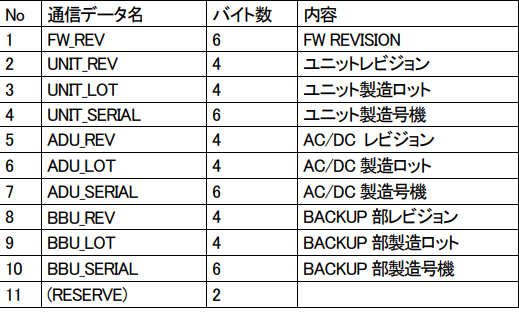 No 通信データ名 バイト数 内容
1 FW_REV 6 FW REVISION
2 UNIT_REV 4 ユニットレビジョン
3 UNIT_LOT 4 ユニット製造ロット
4 UNIT_SERIAL 6 ユニット製造号機
5 ADU_REV 4 AC/DC レビジョン
6 ADU_LOT 4 AC/DC 製造ロット
7 ADU_SERIAL 6 AC/DC 製造号機
8 BBU_REV 4 BACKUP 部レビジョン
9 BBU_LOT 4 BACKUP 部製造ロット
10 BBU_SERIAL 6 BACKUP 部製造号機
11 (RESERVE) 2